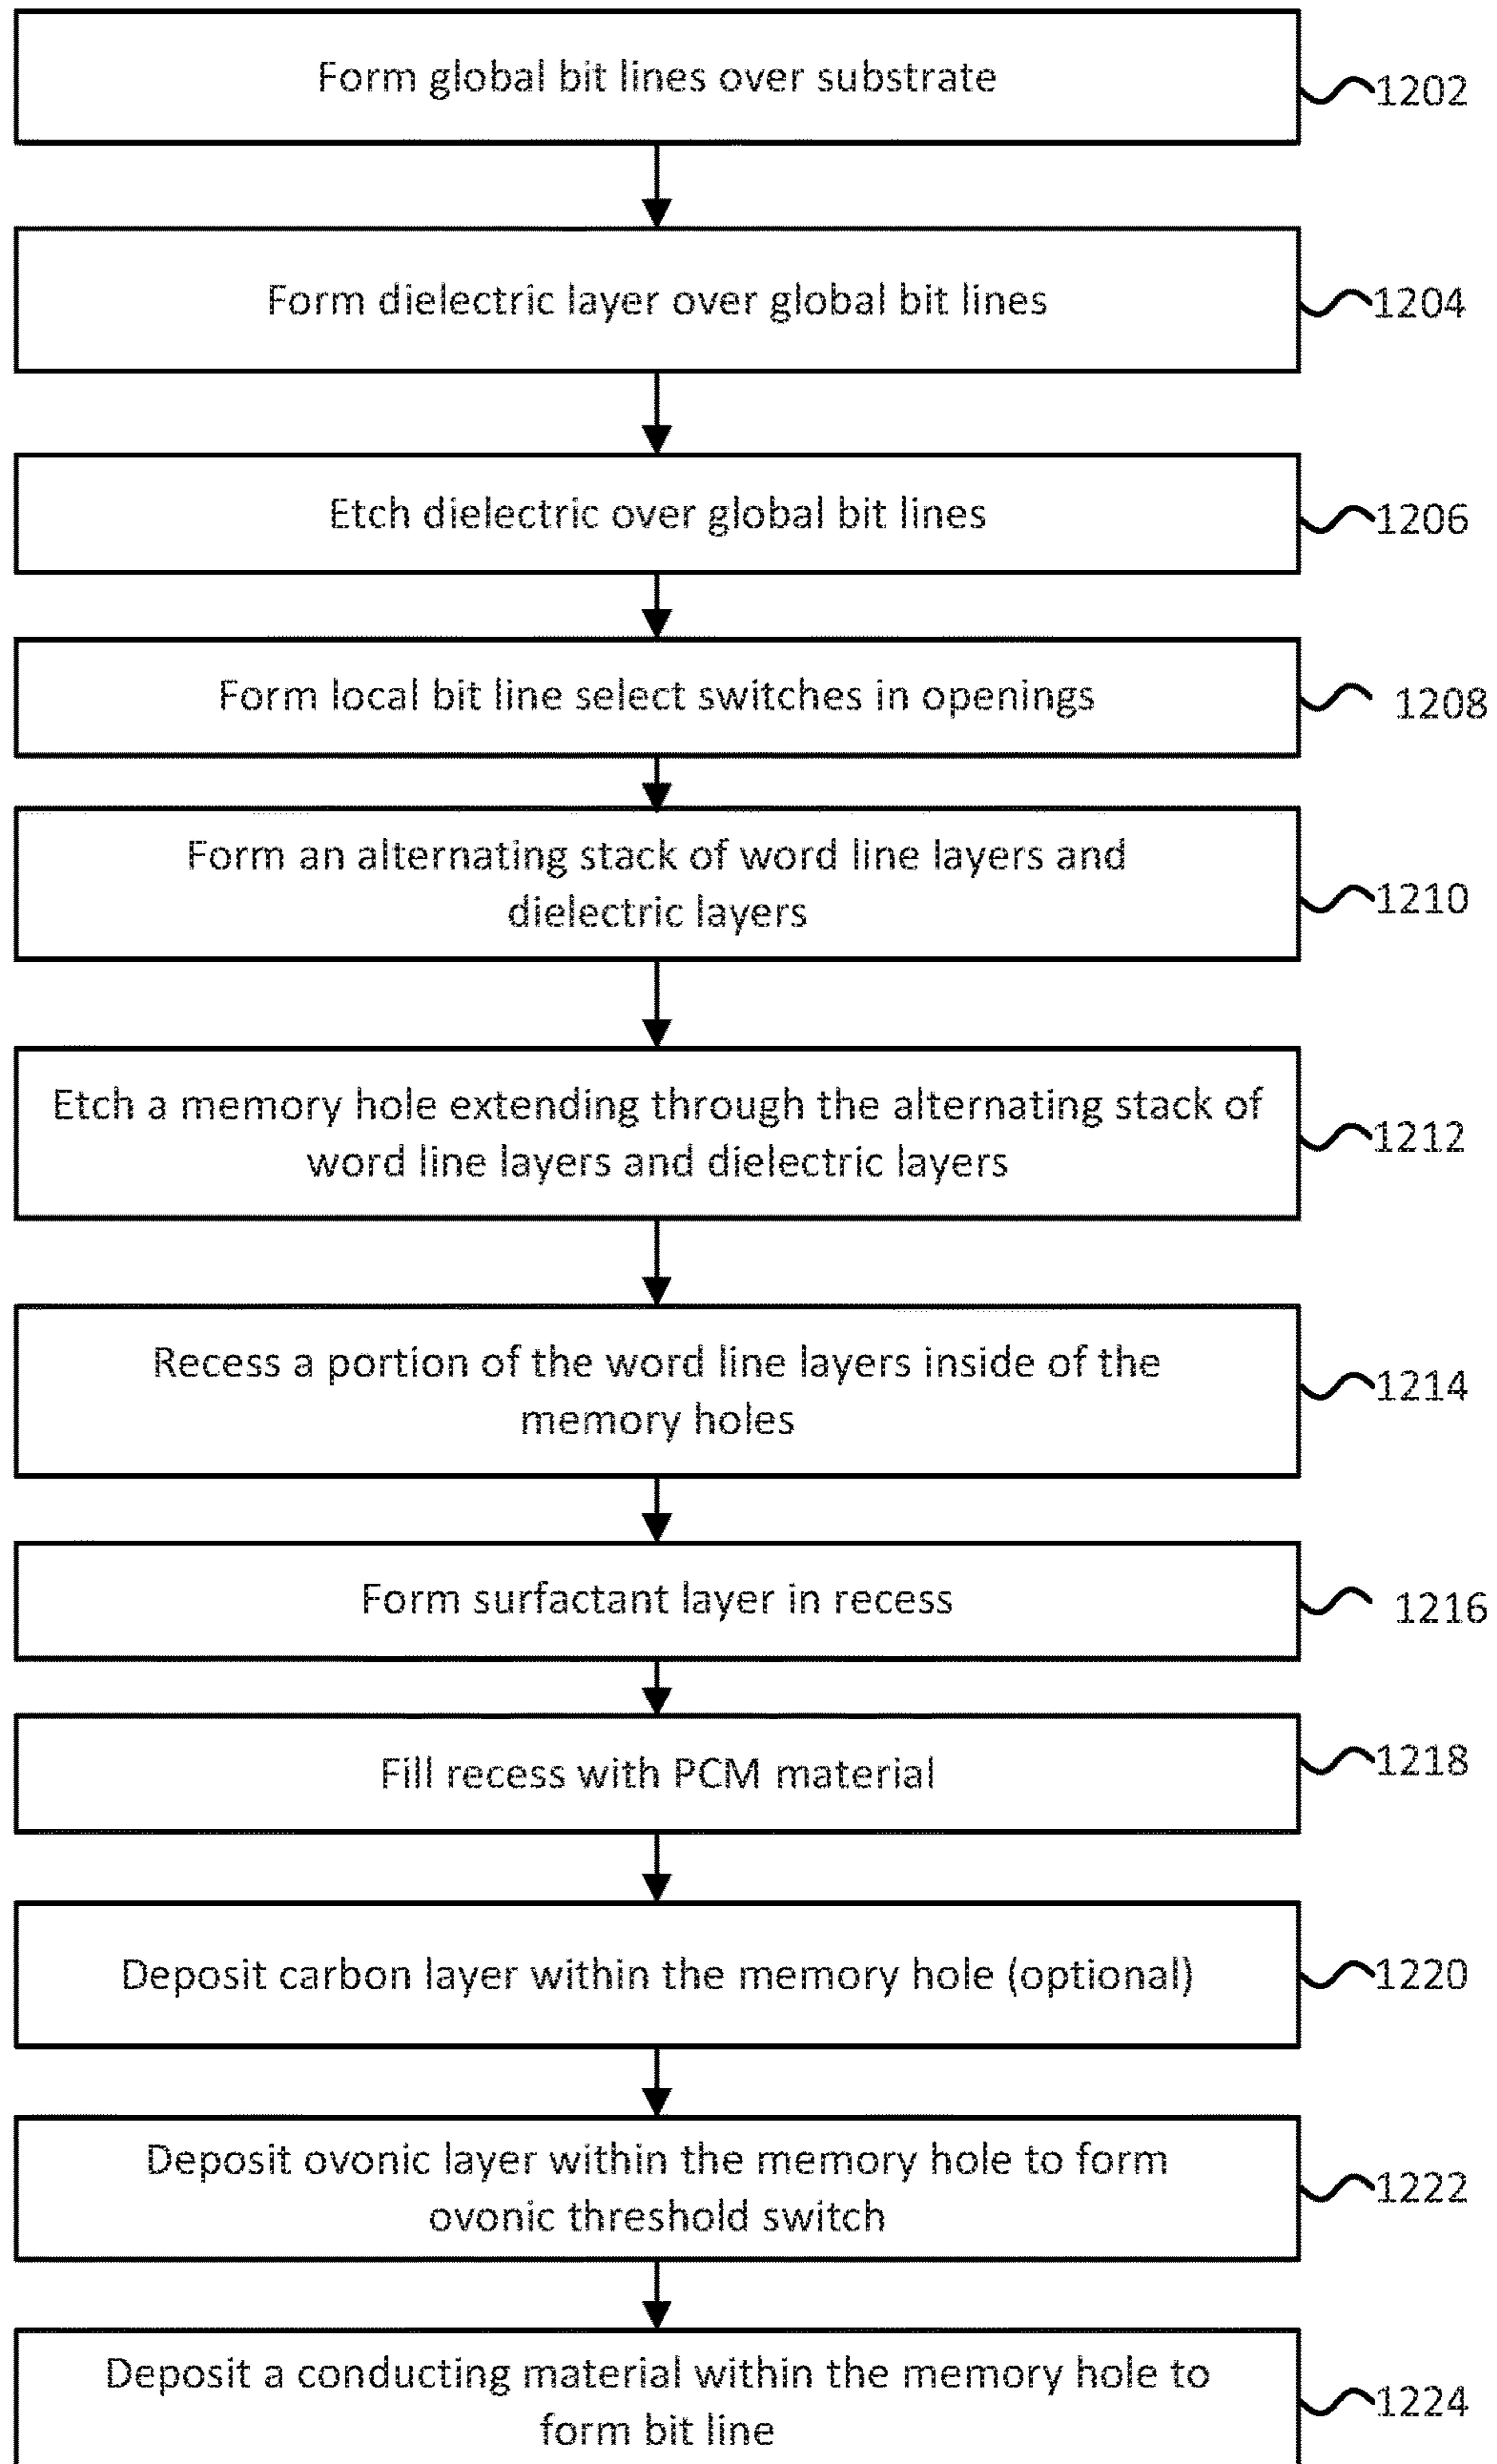 Form global bit lines over substrate
1202
Form dielectric layer over global bit lines
1204
Etch dielectric over global bit lines
1206
Form local bit line select switches in openings
1208
Form an alternating stack of word line layers and
dielectric layers
1210
Etch a memory hole extending through the alternating stack of
word line layers and dielectric layers
1212
Recess a portion of the word line layers inside of the
memory holes
1214
Form surfactant layer in recess
1216
Fill recess with PCM material
1218
Deposit carbon layer within the memory hole (optional)
1220
Deposit ovonic layer within the memory hole to form
ovonic threshold switch
1222
Deposit a conducting material within the memory hole to
form bit line
1224